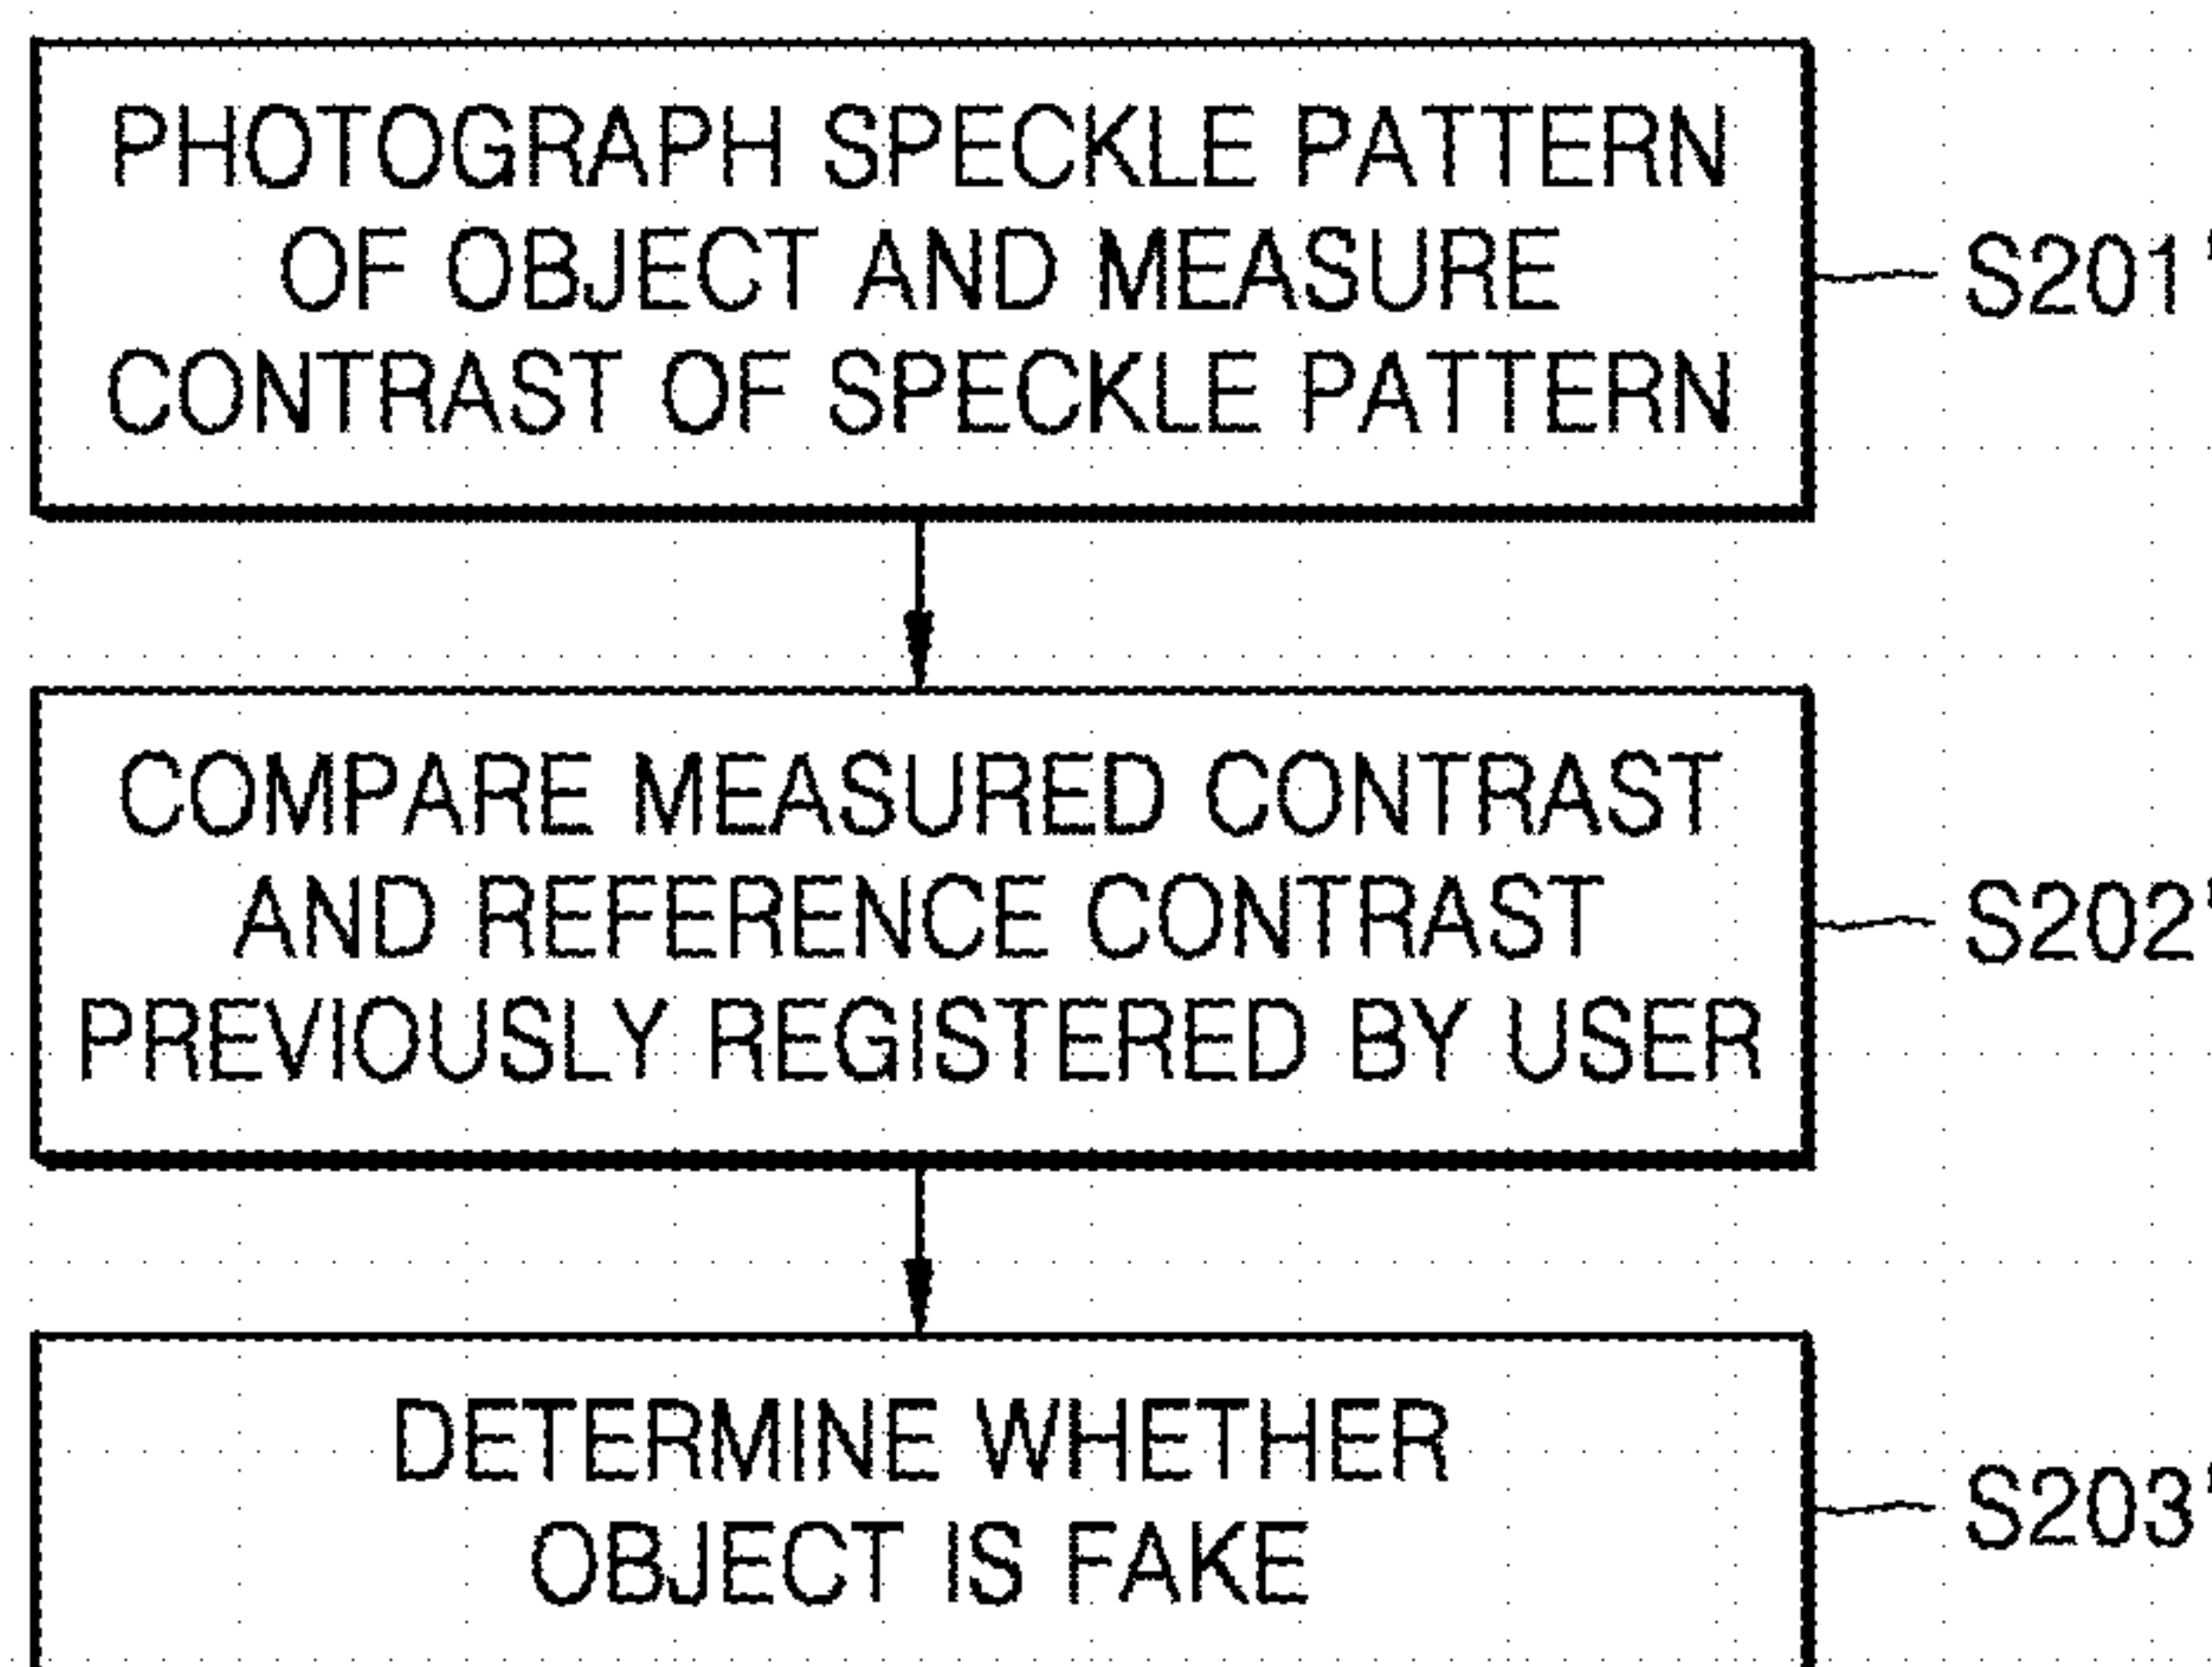 PHOTOGRAPH SPECKLE PATTERN
OF OBJECT AND MEASURE
CONTRAST OF SPECKLE PATTERN
S201'
COMPARE MEASURED CONTRAST
AND REFERENCE CONTRAST
PREVIOUSLY REGISTERED BY USER
S202'
DETERMINE WHETHER
OBJECT IS FAKE
S203'